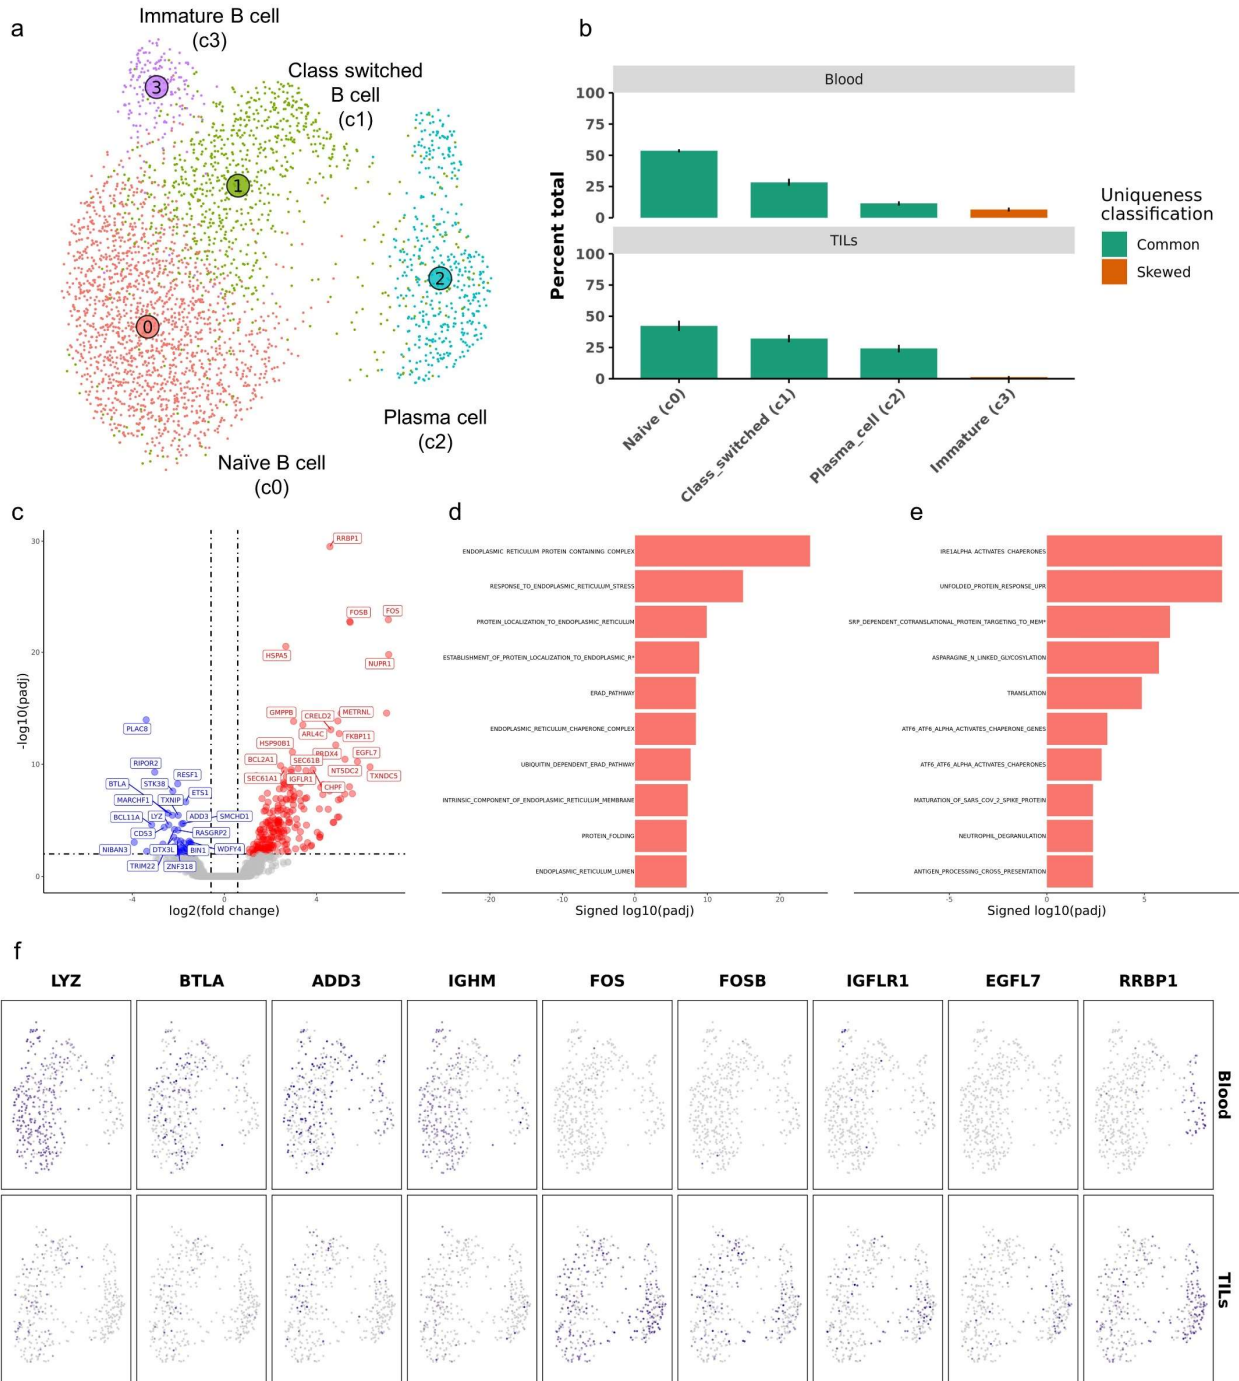 a
Immature B cell
(c3)
Class switched
B cell
(c1)
3
1
2
0
Plasma cell
(c2)
Naïve B cell
(c0)
b
Blood
100
75
50
25
0
TILs
100
75
50
25
0
Percent total
Naive (c0)
Class_switched (c1)
Plasma_cell (c2)
Immature (c3)
Uniqueness
classification
Common
Skewed
c
30
20
10
0
-log10(padj)
RRBP1
FOSB
FOS
HSPA5
NUPR1
GMPPB
CRELD2
METRNL
PLAC8
ARL4C
FKBP11
HSP90B1
PRDX4
EGFL7
BCL2A1
SEC61B
NT5DC2
TXNDC5
SEC61A1
IGFLR1
CHPF
RIPOR2
RESF1
BTLA
STK38
ETS1
MARCHF1
TXNIP
BCL11A
LYZ
ADD3
SMCHD1
CD53
RASGRP2
NIBAN3
DTX3L
BIN1
WDFY4
TRIM22
ZNF318
-4
0
4
log2(fold change)
d
ENDOPLASMIC_RETICULUM_PROTEIN_CONTAINING_COMPLEX
RESPONSE_TO_ENDOPLASMIC_RETICULUM_STRESS
PROTEIN_LOCALIZATION_TO_ENDOPLASMIC_RETICULUM
ESTABLISHMENT_OF_PROTEIN_LOCALIZATION_TO_ENDOPLASMIC_R*
ERAD_PATHWAY
ENDOPLASMIC_RETICULUM_CHAPERONE_COMPLEX
UBIQUITIN_DEPENDENT_ERAD_PATHWAY
INTRINSIC_COMPONENT_OF_ENDOPLASMIC_RETICULUM_MEMBRANE
PROTEIN_FOLDING
ENDOPLASMIC_RETICULUM_LUMEN
-20
-10
0
10
20
Signed log10(padj)
e
IRE1ALPHA_ACTIVATES_CHAPERONES
UNFOLDED_PROTEIN_RESPONSE_UPR
SRP_DEPENDENT_COTRANSLATIONAL_PROTEIN_TARGETING_TO_MEM*
ASPARAGINE_N_LINKED_GLYCOSYLATION
TRANSLATION
ATF6_ATF6_ALPHA_ACTIVATES_CHAPERONE_GENES
ATF6_ATF6_ALPHA_ACTIVATES_CHAPERONES
MATURATION_OF_SARS_COV_2_SPIKE_PROTEIN
NEUTROPHIL_DEGRANULATION
ANTIGEN_PROCESSING_CROSS_PRESENTATION
-5
0
5
Signed log10(padj)
f
LYZ
BTLA
ADD3
IGHM
FOS
FOSB
IGFLR1
EGFL7
RRBP1
Blood
TILs